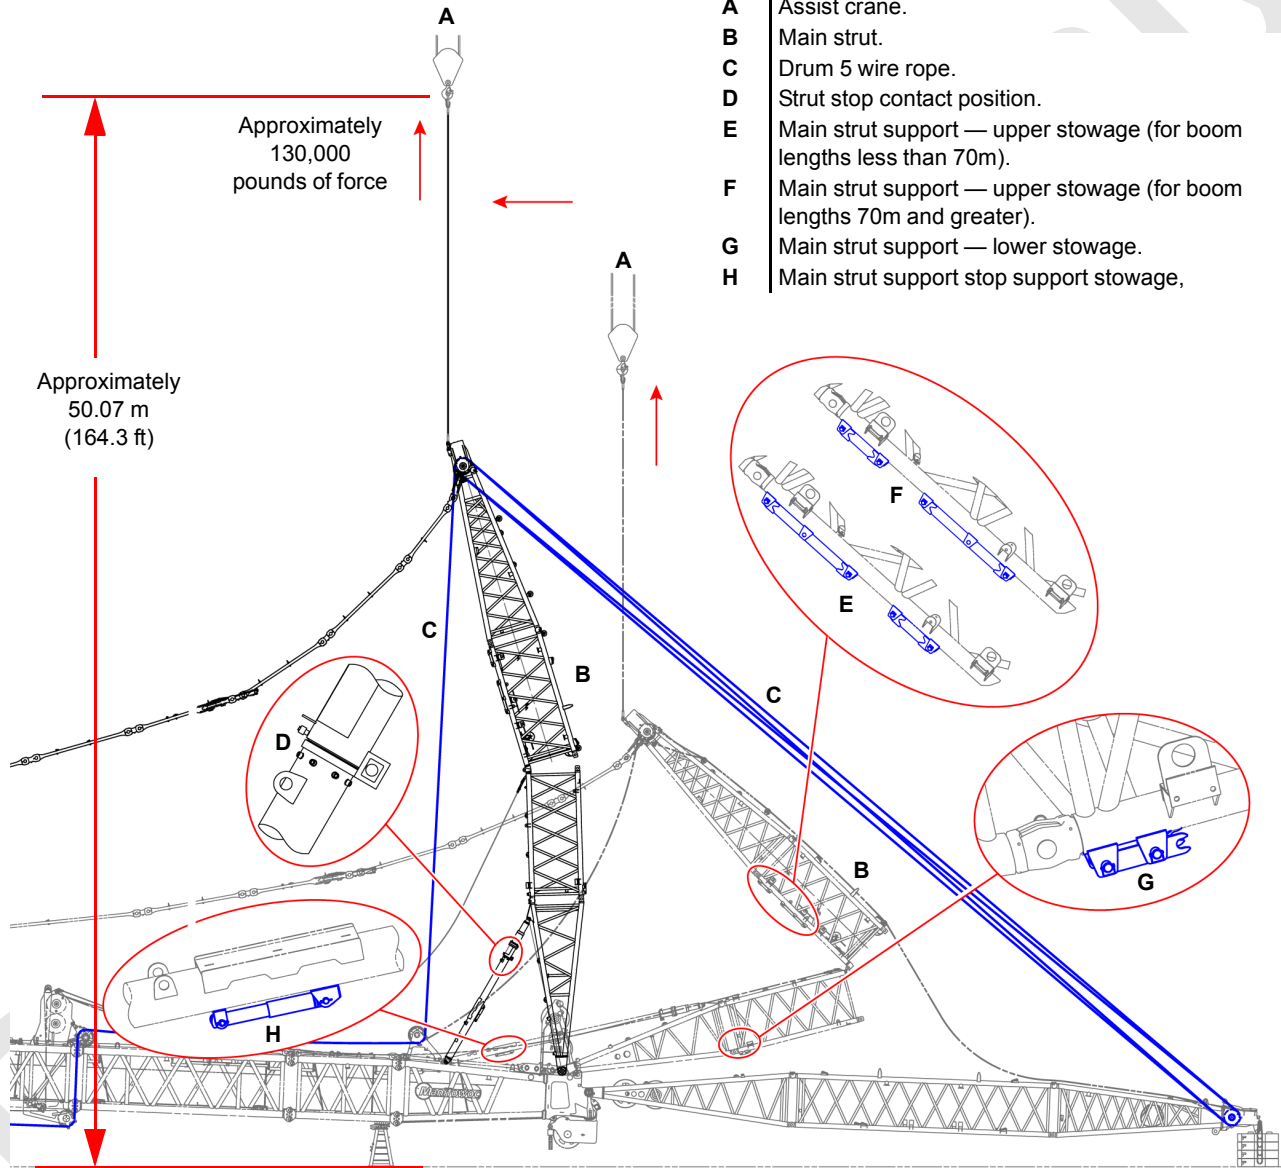 A
A Assist crane.
B Main strut.
C Drum 5 wire rope.
D Strut stop contact position.
E Main strut support — upper stowage (for boom
lengths less than 70m).
F Main strut support — upper stowage (for boom
lengths 70m and greater).
G Main strut support — lower stowage.
H Main strut support stop support stowage,
Approximately
130,000
pounds of force
A
Approximately
50.07 m
(164.3 ft)
F
E
C
B
C
D
B
G
H
Manitowoc